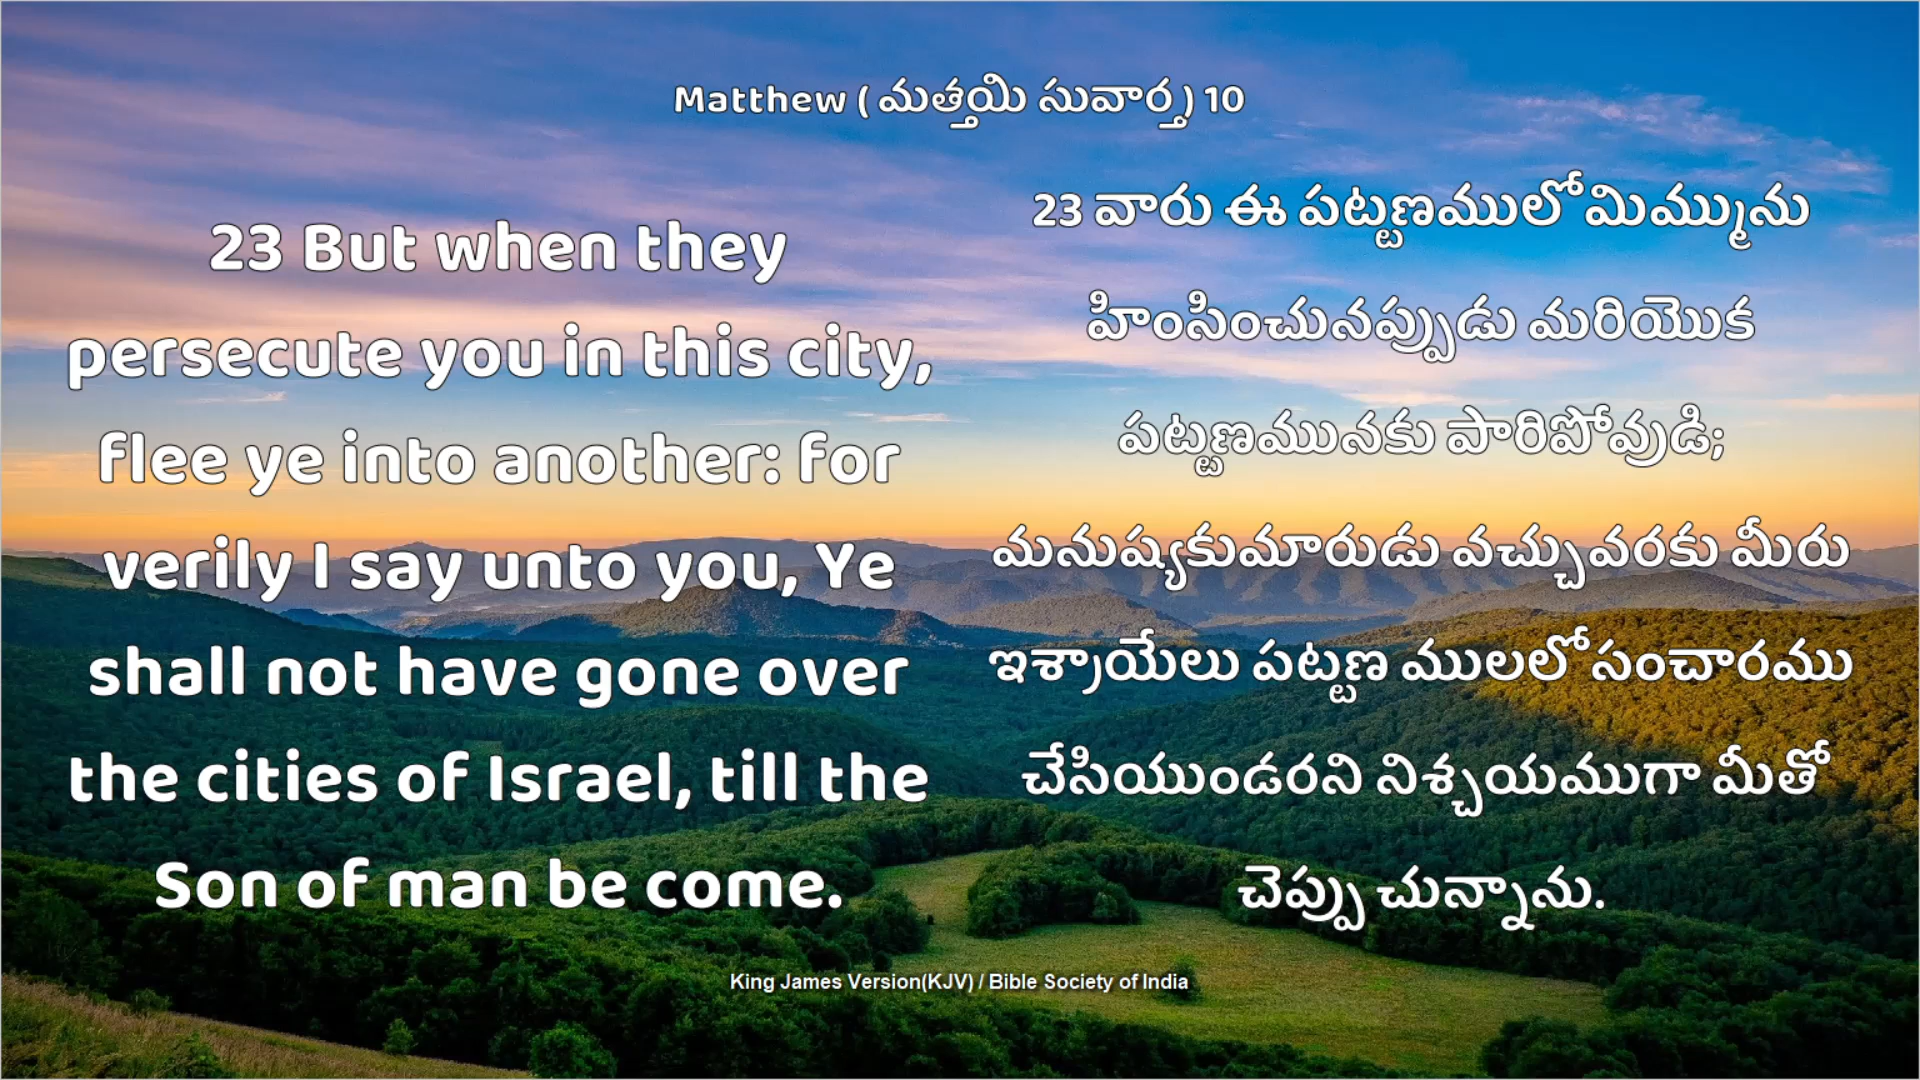 Matthew ( మత్తయి సువార్త ) 10
23 But when they
persecute you in this city,
flee ye into another: for
verily I say unto you, Ye
shall not have gone over
the cities of Israel, till the
Son of man be come.
23 వారు ఈ పట్టణములోమిమ్మును
హింసించునప్పుడు మరియొక
పట్టణమునకు పారిపోవుడి;
మనుష్యకుమారుడు వచ్చువరకు మీరు
ఇశ్రాయేలు పట్టణ ములలోసంచారము
చేసియుండరని నిశ్చయముగా మీతో
చెప్పు చున్నాను.
King James Version(KJV) / Bible Society of India